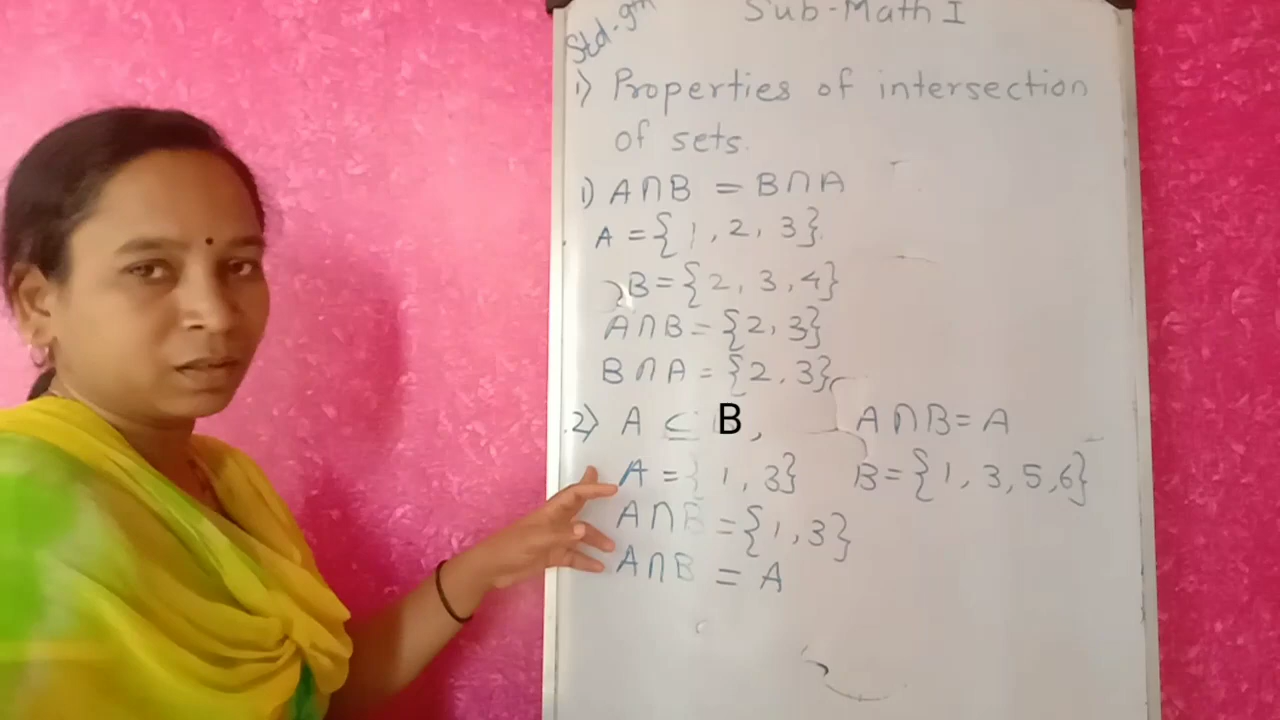 Std-9th Sub-Math I
1) Properties of intersection
of sets.
1) A∩B = B∩A
A = {1, 2, 3}
B = {2, 3, 4}
A∩B = {2, 3}
B∩A = {2, 3}
2) A ⊆ B, A∩B = A
A = {1, 3} B = {1, 3, 5, 6}
A∩B = {1, 3}
A∩B = A